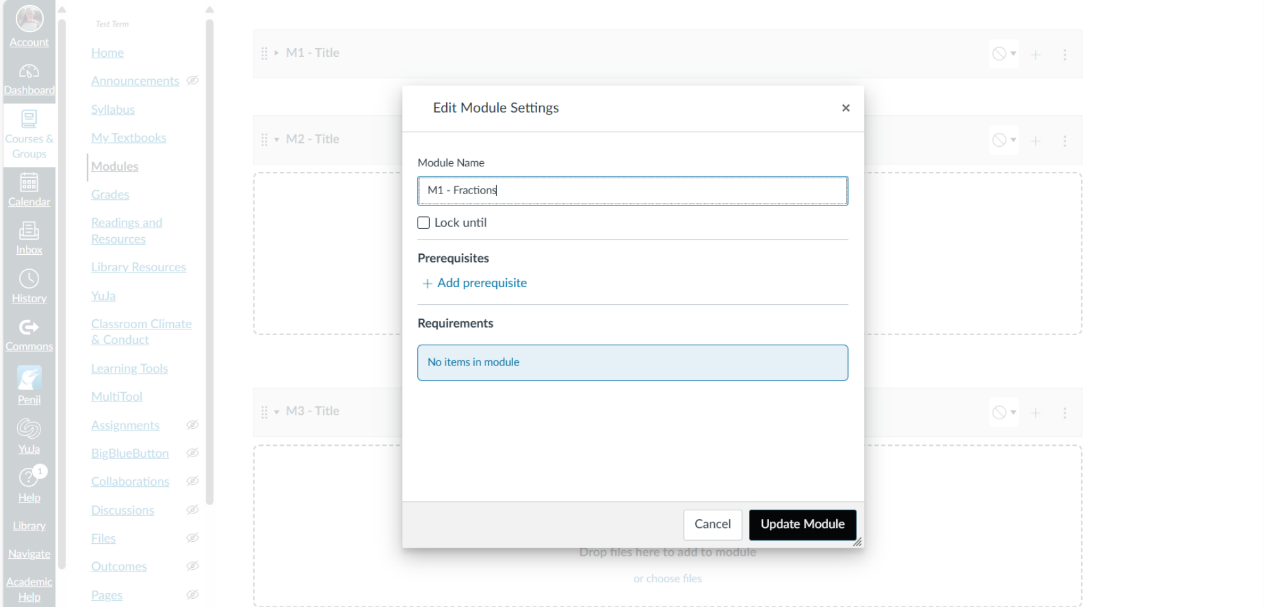 Account
Dashboard
Courses &
Groups
Calendar
Inbox
History
Commons
Penji
YuJa
1
Help
Library
Navigate
Academic
Help
Test Term
Home
Announcements
Syllabus
My Textbooks
Modules
Grades
Readings and
Resources
Library Resources
YuJa
Classroom Climate
& Conduct
Learning Tools
MultiTool
Assignments
BigBlueButton
Collaborations
Discussions
Files
Outcomes
Pages
M1 - Title
M2 - Title
M3 - Title
Edit Module Settings
Module Name
M1 - Fractions
Lock until
Prerequisites
+ Add prerequisite
Requirements
No items in module
Cancel
Update Module
Drop files here to add to module
or choose files